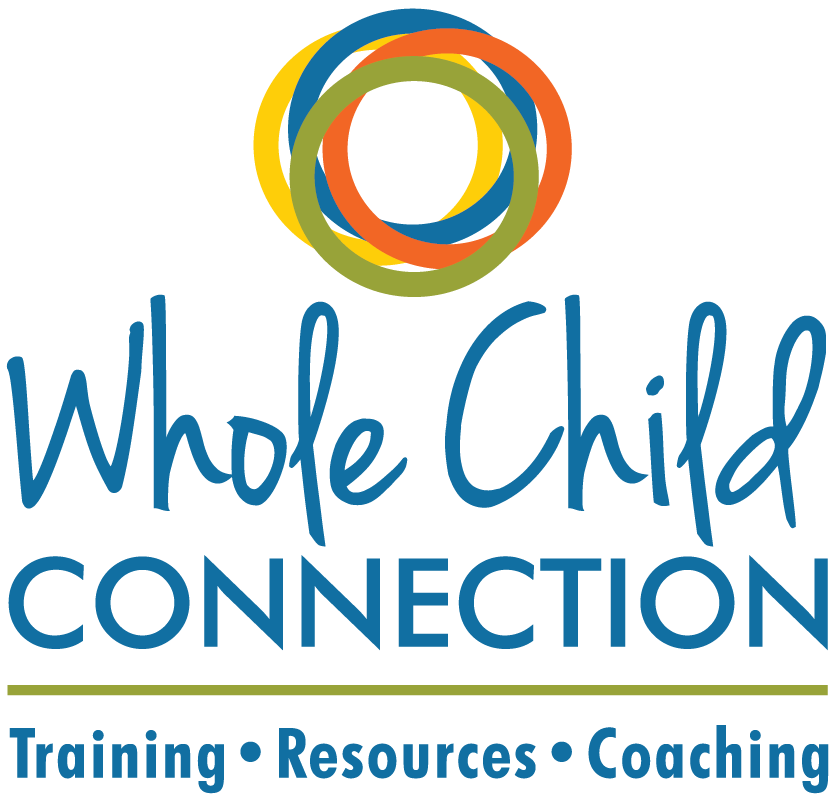 Whole Child
CONNECTION
Training • Resources • Coaching